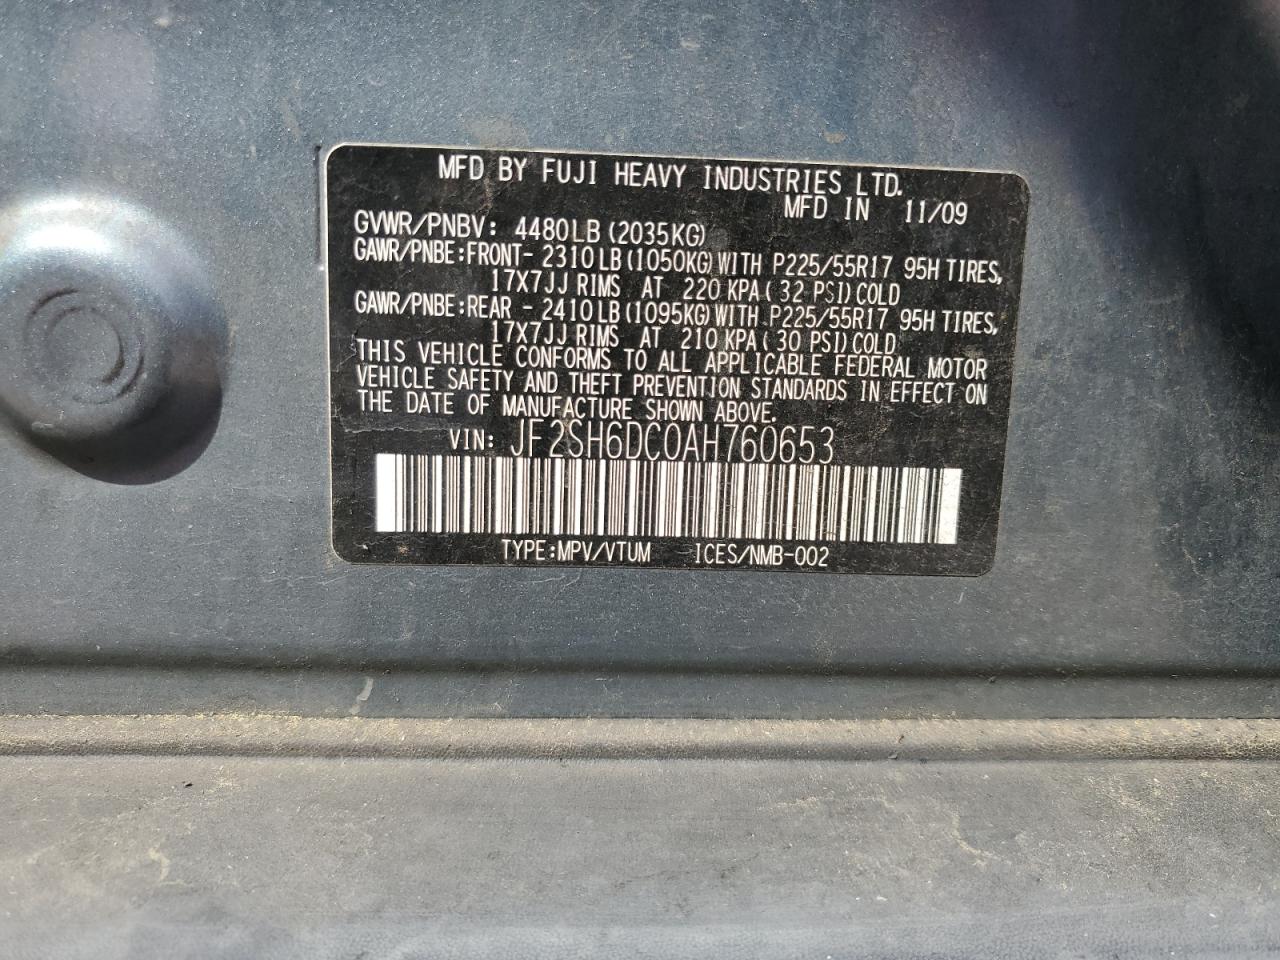 MFD BY FUJI HEAVY INDUSTRIES LTD.
MFD IN 11/09
GVWR/PNBV: 4480LB (2035KG)
GAWR/PNBE:FRONT- 2310LB (1050KG) WITH P225/55R17 95H TIRES,
17X7JJ RIMS AT 220 KPA ( 32 PSI) COLD
GAWR/PNBE:REAR - 2410LB (1095KG) WITH P225/55R17 95H TIRES,
17X7JJ RIMS AT 210 KPA ( 30 PSI) COLD
THIS VEHICLE CONFORMS TO ALL APPLICABLE FEDERAL MOTOR
VEHICLE SAFETY AND THEFT PREVENTION STANDARDS IN EFFECT ON
THE DATE OF MANUFACTURE SHOWN ABOVE.
VIN: JF2SH6DC0AH760653
TYPE:MPV/VTUM ICES/NMB-002